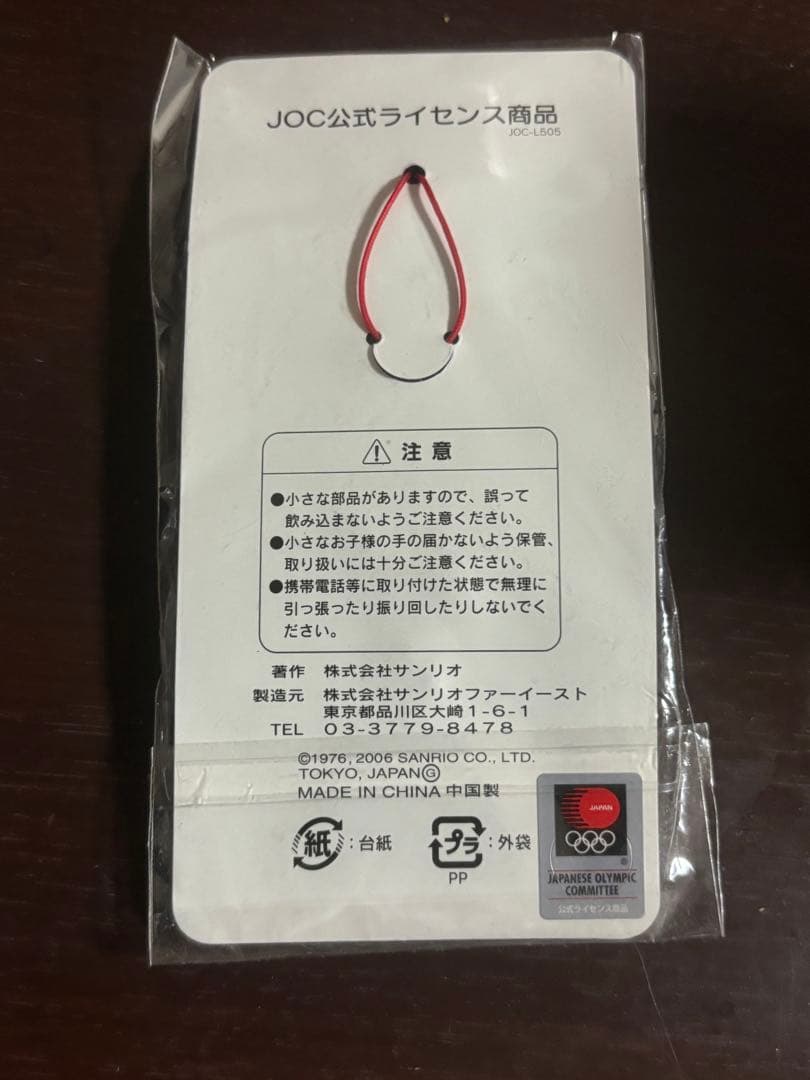 JOC公式ライセンス商品
JOC-L505
注意
●小さな部品がありますので、誤って
飲み込まないようご注意ください。
●小さなお子様の手の届かないよう保管、
取り扱いには十分ご注意ください。
●携帯電話等に取り付けた状態で無理に
引っ張ったり振り回したりしないでく
ださい。
著作 株式会社サンリオ
製造元 株式会社サンリオファーイースト
東京都品川区大崎1-6-1
TEL 03-3779-8478
©1976, 2006 SANRIO CO., LTD.
TOKYO, JAPANⒼ
MADE IN CHINA 中国製
紙:台紙
プラ:外袋
PP
JAPAN
®
JAPANESE OLYMPIC
COMMITTEE
公式ライセンス商品